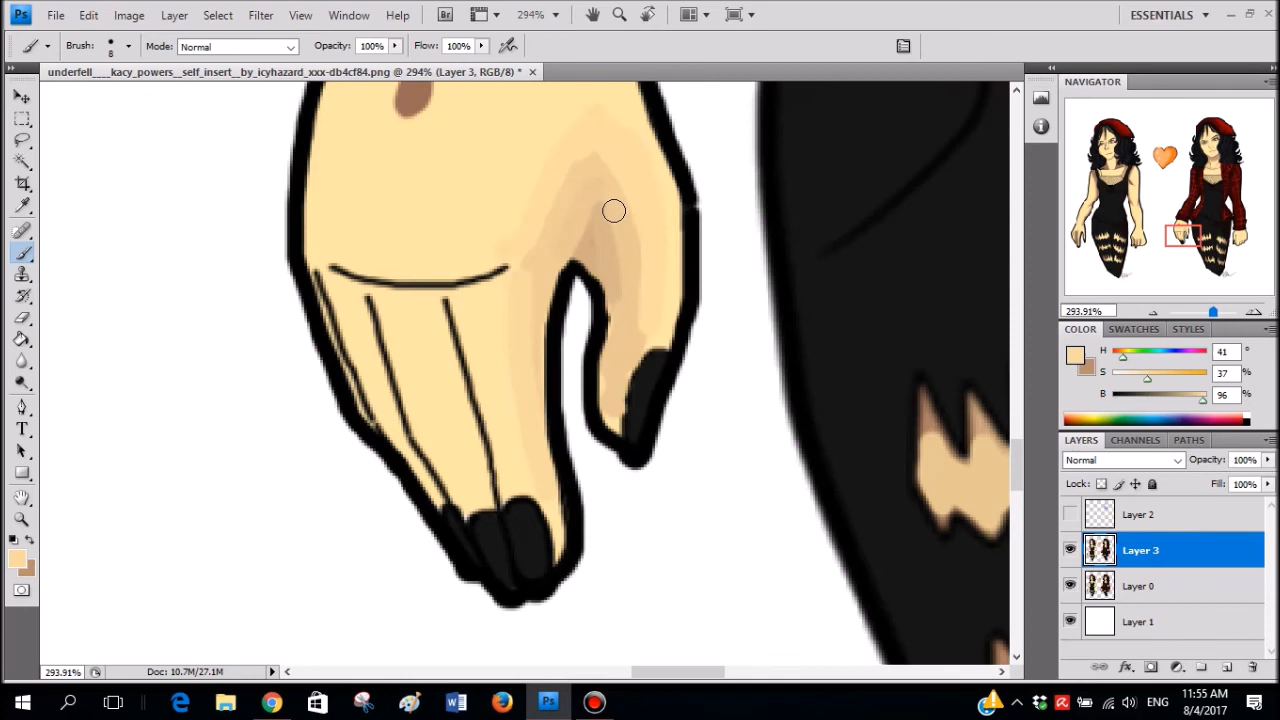 Ps File Edit Image Layer Select Filter View Window Help Br 294% ESSENTIALS
Brush: 8 Mode: Normal Opacity: 100% Flow: 100%
underfell____kacy_powers__self_insert__by_icyhazard_xxx-db4cf84.png @ 294% (Layer 3, RGB/8) *
NAVIGATOR
293.91%
COLOR SWATCHES STYLES
H 41 °
S 37 %
B 96 %
LAYERS CHANNELS PATHS
Normal Opacity: 100%
Lock: Fill: 100%
Layer 2
Layer 3
Layer 0
Layer 1
293.91% Doc: 10.7M/27.1M
ENG 11:55 AM
8/4/2017